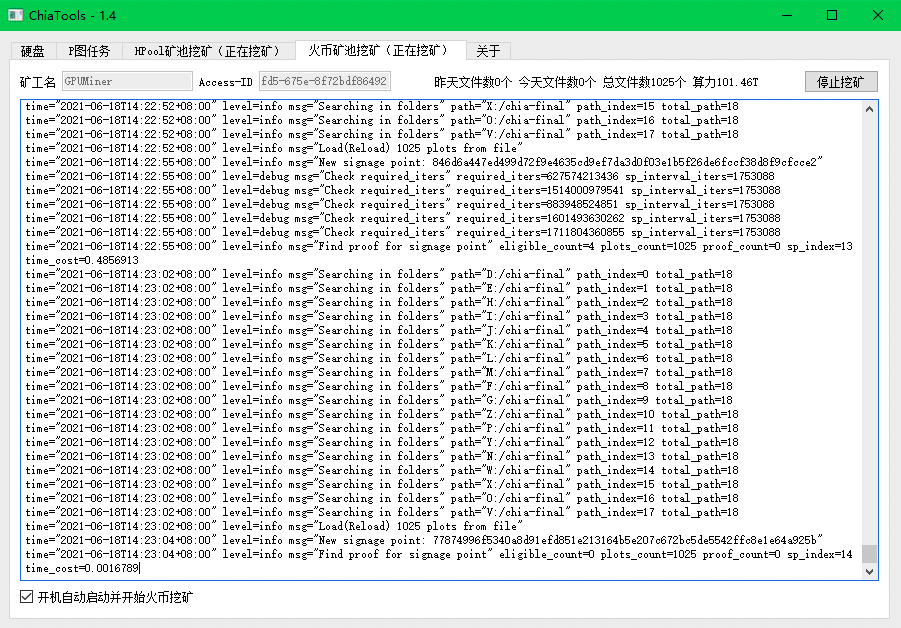 ChiaTools - 1.4
硬盘 P图任务 HPool矿池挖矿（正在挖矿） 火币矿池挖矿（正在挖矿） 关于
矿工名 GPUMiner Access-ID fd5-675e-8f72bdf86492 昨天文件数0个 今天文件数0个 总文件数1025个 算力101.46T 停止挖矿
time="2021-06-18T14:22:52+08:00" level=info msg="Searching in folders" path="X:/chia-final" path_index=15 total_path=18
time="2021-06-18T14:22:52+08:00" level=info msg="Searching in folders" path="O:/chia-final" path_index=16 total_path=18
time="2021-06-18T14:22:52+08:00" level=info msg="Searching in folders" path="V:/chia-final" path_index=17 total_path=18
time="2021-06-18T14:22:52+08:00" level=info msg="Load(Reload) 1025 plots from file"
time="2021-06-18T14:22:55+08:00" level=info msg="New signage point: 846d6a447ed499d72f9e4635cd9ef7da3d0f03e1b5f26de6fccf38d8f9cfcce2"
time="2021-06-18T14:22:55+08:00" level=debug msg="Check required_iters" required_iters=627574213436 sp_interval_iters=1753088
time="2021-06-18T14:22:55+08:00" level=debug msg="Check required_iters" required_iters=1514000979541 sp_interval_iters=1753088
time="2021-06-18T14:22:55+08:00" level=debug msg="Check required_iters" required_iters=883948524851 sp_interval_iters=1753088
time="2021-06-18T14:22:55+08:00" level=debug msg="Check required_iters" required_iters=1601493630262 sp_interval_iters=1753088
time="2021-06-18T14:22:55+08:00" level=debug msg="Check required_iters" required_iters=1711804360855 sp_interval_iters=1753088
time="2021-06-18T14:22:55+08:00" level=info msg="Find proof for signage point" eligible_count=4 plots_count=1025 proof_count=0 sp_index=13
time_cost=0.4856913
time="2021-06-18T14:23:02+08:00" level=info msg="Searching in folders" path="D:/chia-final" path_index=0 total_path=18
time="2021-06-18T14:23:02+08:00" level=info msg="Searching in folders" path="E:/chia-final" path_index=1 total_path=18
time="2021-06-18T14:23:02+08:00" level=info msg="Searching in folders" path="H:/chia-final" path_index=2 total_path=18
time="2021-06-18T14:23:02+08:00" level=info msg="Searching in folders" path="I:/chia-final" path_index=3 total_path=18
time="2021-06-18T14:23:02+08:00" level=info msg="Searching in folders" path="J:/chia-final" path_index=4 total_path=18
time="2021-06-18T14:23:02+08:00" level=info msg="Searching in folders" path="K:/chia-final" path_index=5 total_path=18
time="2021-06-18T14:23:02+08:00" level=info msg="Searching in folders" path="L:/chia-final" path_index=6 total_path=18
time="2021-06-18T14:23:02+08:00" level=info msg="Searching in folders" path="M:/chia-final" path_index=7 total_path=18
time="2021-06-18T14:23:02+08:00" level=info msg="Searching in folders" path="F:/chia-final" path_index=8 total_path=18
time="2021-06-18T14:23:02+08:00" level=info msg="Searching in folders" path="G:/chia-final" path_index=9 total_path=18
time="2021-06-18T14:23:02+08:00" level=info msg="Searching in folders" path="Z:/chia-final" path_index=10 total_path=18
time="2021-06-18T14:23:02+08:00" level=info msg="Searching in folders" path="P:/chia-final" path_index=11 total_path=18
time="2021-06-18T14:23:02+08:00" level=info msg="Searching in folders" path="Y:/chia-final" path_index=12 total_path=18
time="2021-06-18T14:23:02+08:00" level=info msg="Searching in folders" path="N:/chia-final" path_index=13 total_path=18
time="2021-06-18T14:23:02+08:00" level=info msg="Searching in folders" path="W:/chia-final" path_index=14 total_path=18
time="2021-06-18T14:23:02+08:00" level=info msg="Searching in folders" path="X:/chia-final" path_index=15 total_path=18
time="2021-06-18T14:23:02+08:00" level=info msg="Searching in folders" path="O:/chia-final" path_index=16 total_path=18
time="2021-06-18T14:23:02+08:00" level=info msg="Searching in folders" path="V:/chia-final" path_index=17 total_path=18
time="2021-06-18T14:23:02+08:00" level=info msg="Load(Reload) 1025 plots from file"
time="2021-06-18T14:23:04+08:00" level=info msg="New signage point: 77874996f5340a8d91efd851e213164b5e207c672bc5de5542ffc8e1e64a925b"
time="2021-06-18T14:23:04+08:00" level=info msg="Find proof for signage point" eligible_count=0 plots_count=1025 proof_count=0 sp_index=14
time_cost=0.0016789
开机自动启动并开始火币挖矿